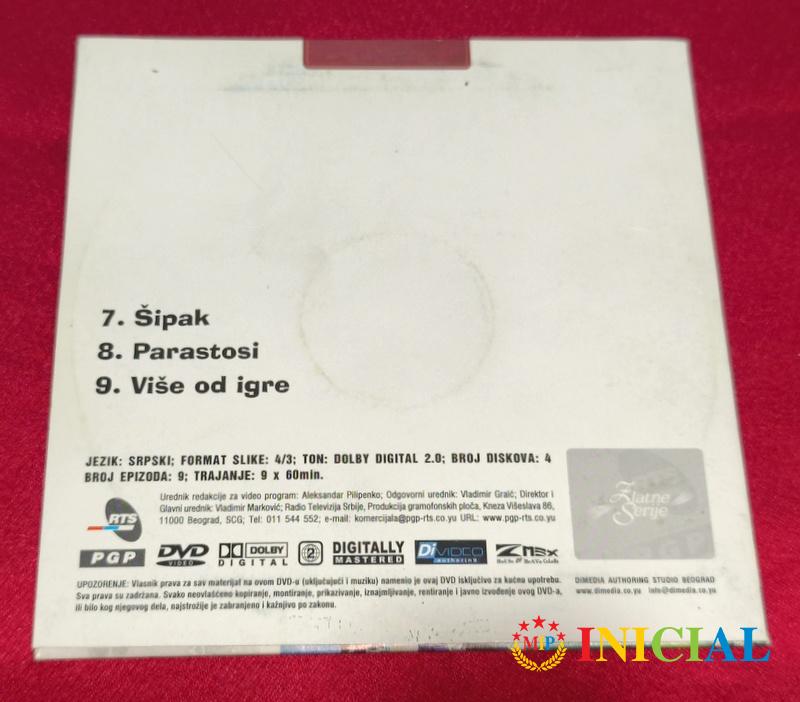 7. Šipak
8. Parastosi
9. Više od igre
JEZIK: SRPSKI; FORMAT SLIKE: 4/3; TON: DOLBY DIGITAL 2.0; BROJ DISKOVA: 4
BROJ EPIZODA: 9; TRAJANJE: 9 x 60min.
Urednik redakcije za video program: Aleksandar Pilipenko; Odgovorni urednik: Vladimir Graić; Direktor i
Glavni urednik: Vladimir Marković; Radio Televizija Srbije, Produkcija gramofonskih ploča, Kneza Višeslava 86,
11000 Beograd, SCG; Tel: 011 544 552; e-mail: komercijala@pgp-rts.co.yu URL: www.pgp-rts.co.yu
RTS
Zlatne
Serije
PGP
DVD
VIDEO
DOLBY
DIGITAL
2
DIGITALLY
MASTERED
Di VIDEO
authoring
ZMEX
UPOZORENJE: Vlasnik prava za sav materijal na ovom DVD-u (uključujući i muziku) namenio je ovaj DVD isključivo za kućnu upotrebu.
Sva prava su zadržana. Svako neovlašćeno kopiranje, montiranje, prikazivanje, iznajmljivanje, rentiranje i javno izvođenje ovog DVD-a,
ili bilo kog njegovog dela, najstrožije je zabranjeno i kažnjivo po zakonu.
DIMEDIA AUTHORING STUDIO BEOGRAD
www.dimedia.co.yu info@dimedia.co.yu
MIP
INICIAL